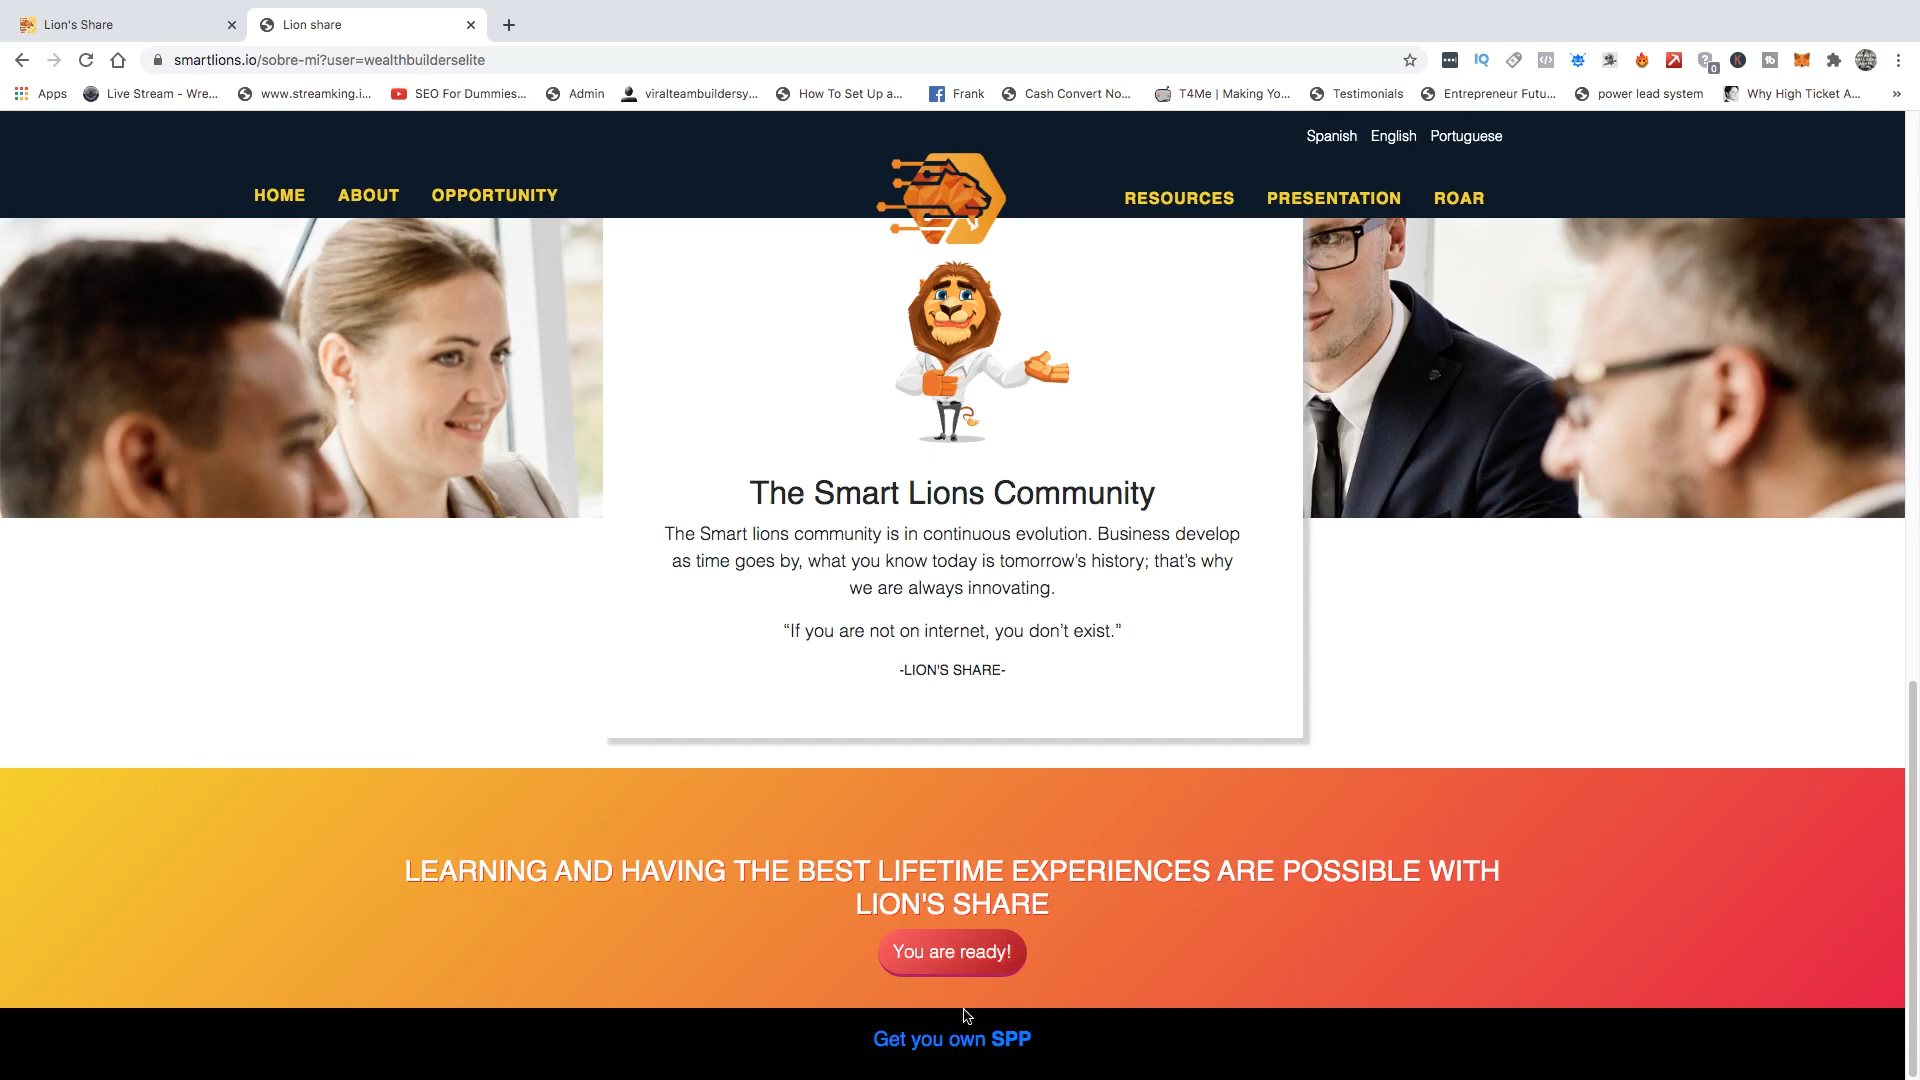 Lion's Share
Lion share
smartlions.io/sobre-mi?user=wealthbuilderselite
IQ
0
K
tb
Apps
Live Stream - Wre...
www.streamking.i...
SEO For Dummies...
Admin
viralteambuildersy...
How To Set Up a...
Frank
Cash Convert No...
T4Me | Making Yo...
Testimonials
Entrepreneur Futu...
power lead system
Why High Ticket A...
»
Spanish English Portuguese
HOME ABOUT OPPORTUNITY
RESOURCES PRESENTATION ROAR
The Smart Lions Community
The Smart lions community is in continuous evolution. Business develop
as time goes by, what you know today is tomorrow's history; that's why
we are always innovating.
“If you are not on internet, you don't exist.”
-LION'S SHARE-
LEARNING AND HAVING THE BEST LIFETIME EXPERIENCES ARE POSSIBLE WITH
LION'S SHARE
You are ready!
Get you own SPP